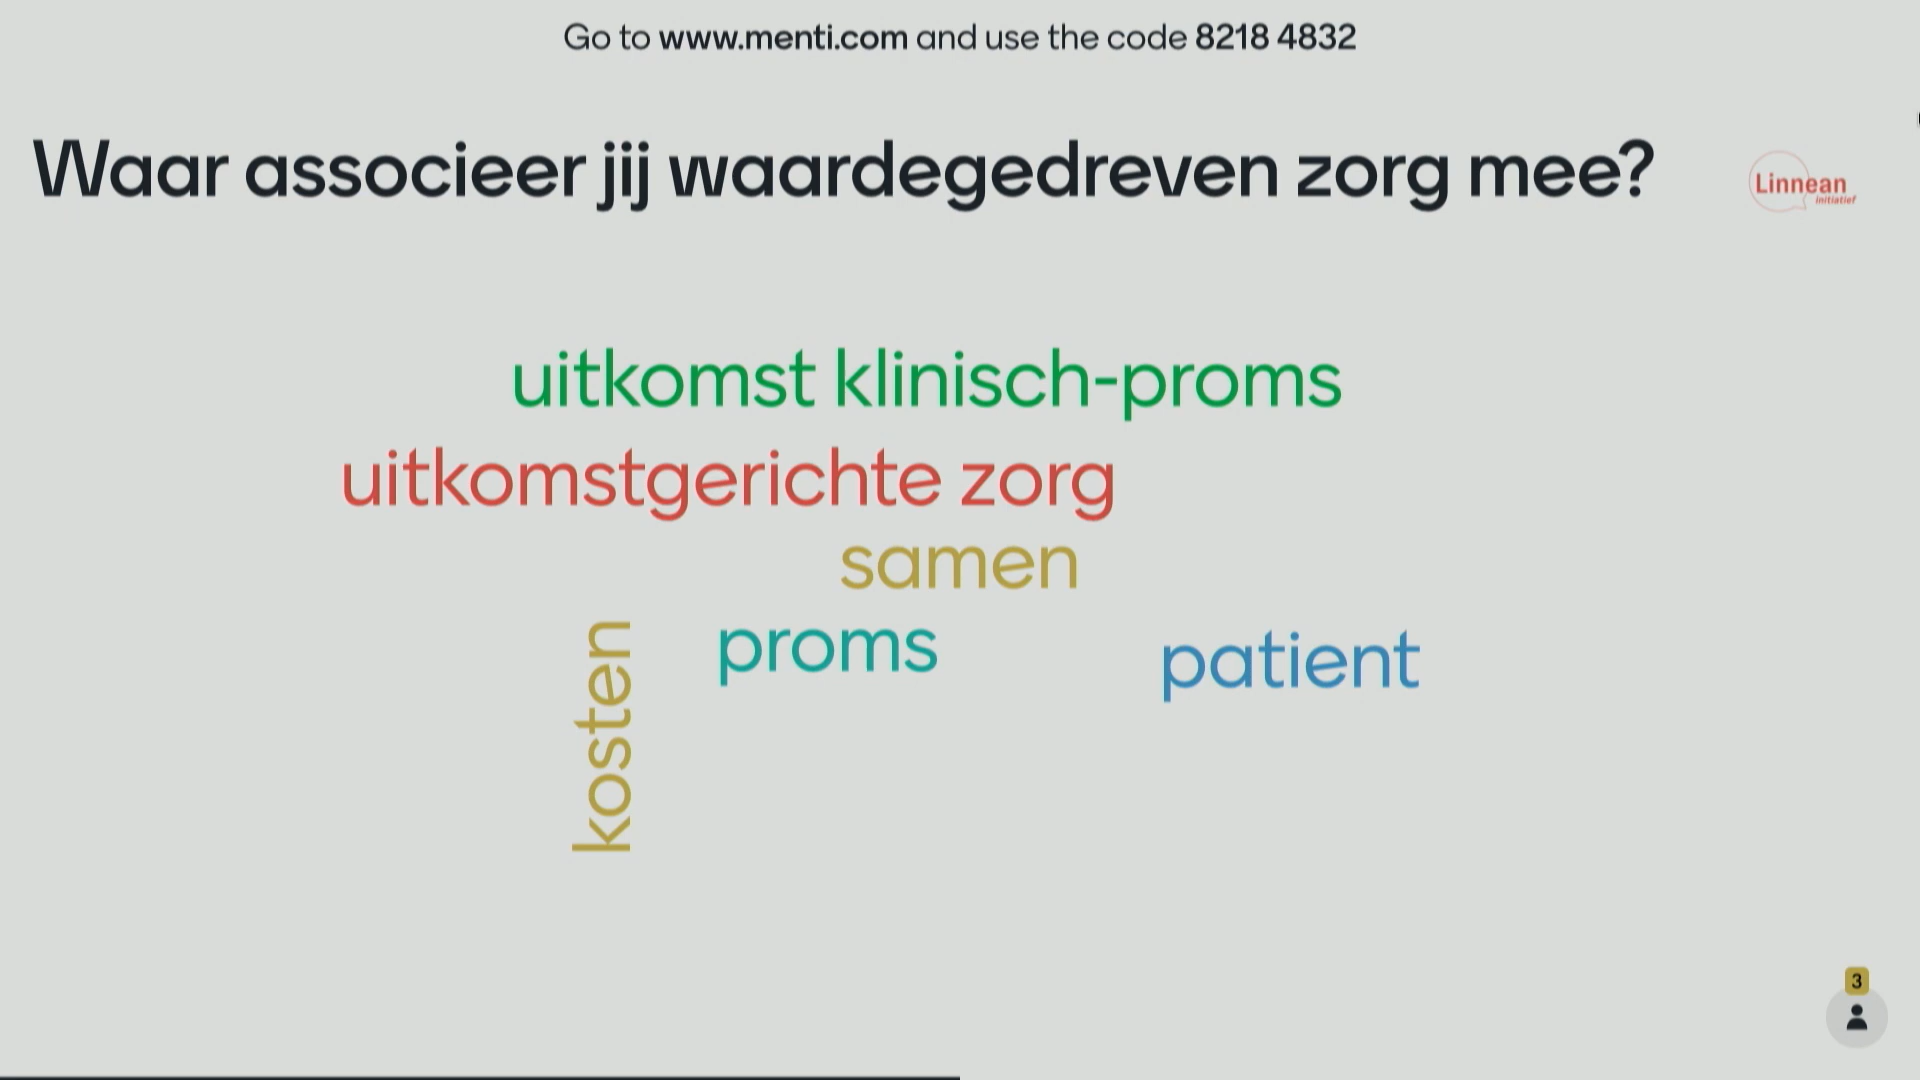 Go to www.menti.com and use the code 8218 4832
Waar associeer jij waardegedreven zorg mee?
Linnean
initiatief
uitkomst klinisch-proms
uitkomstgerichte zorg
samen
proms
patient
kosten
3